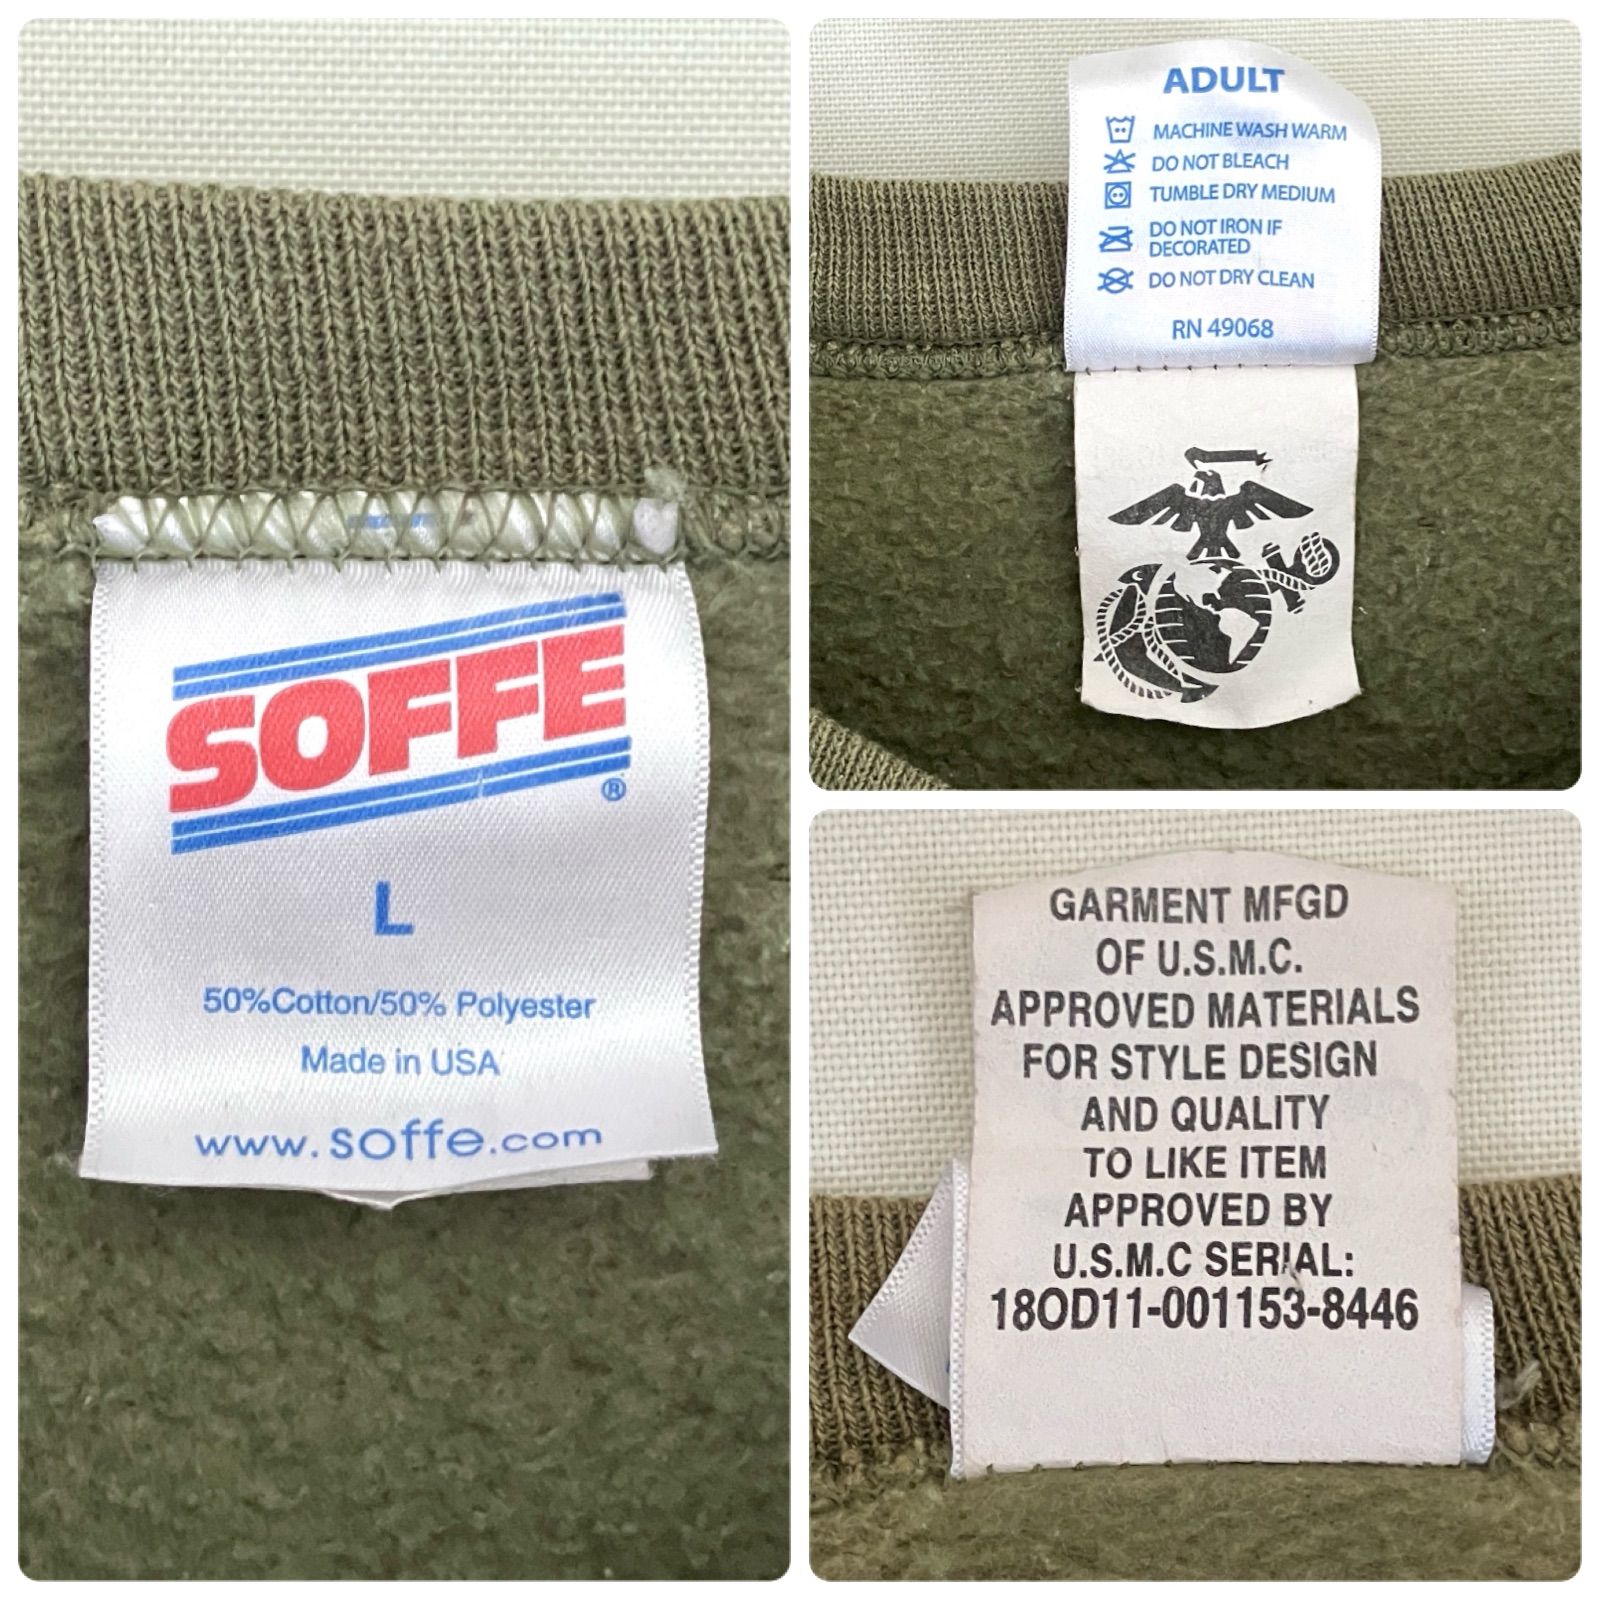 SOFFE
®
L
50%Cotton/50% Polyester
Made in USA
www.soffe.com
ADULT
MACHINE WASH WARM
DO NOT BLEACH
TUMBLE DRY MEDIUM
DO NOT IRON IF
DECORATED
DO NOT DRY CLEAN
RN 49068
GARMENT MFGD
OF U.S.M.C.
APPROVED MATERIALS
FOR STYLE DESIGN
AND QUALITY
TO LIKE ITEM
APPROVED BY
U.S.M.C SERIAL:
18OD11-001153-8446